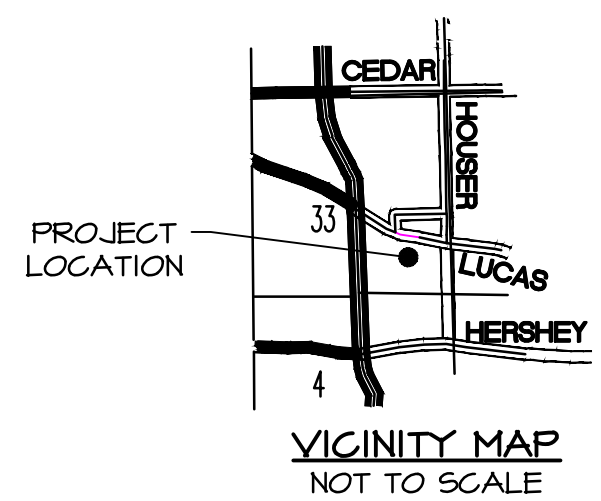 CEDAR
HOUSER
33
PROJECT
LOCATION
LUCAS
HERSHEY
4
VICINITY MAP
NOT TO SCALE